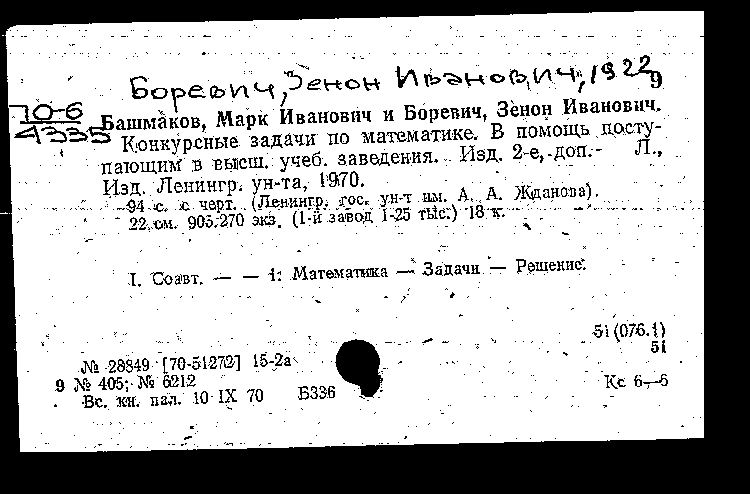 Боревич, Зенон Иванович, 1922
70-6
4335
Башмаков, Марк Иванович и Боревич, Зенон Иванович.
Конкурсные задачи по математике. В помощь посту-
пающим в высш. учеб. заведения. Изд. 2-е, доп. - Л.,
Изд. Ленингр. ун-та, 1970.
94 с. с черт. (Ленингр. гос. ун-т им. А. А. Жданова).
22 см. 905.270 экз. (1-й завод 1-25 тыс.) 18 к.
I. Соавт. — — 1: Математика — Задачи — Решение.
51(076.1)
51
№ 28849 [70-51272] 15-2а
9 № 405; № 6212
Вс. кн. пал. 10 IX 70 Б336
Кс 6—6